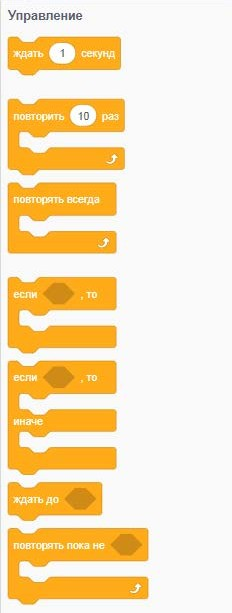 Управление
ждать 1 секунд
повторить 10 раз
повторять всегда
если , то
если , то
иначе
ждать до
повторять пока не